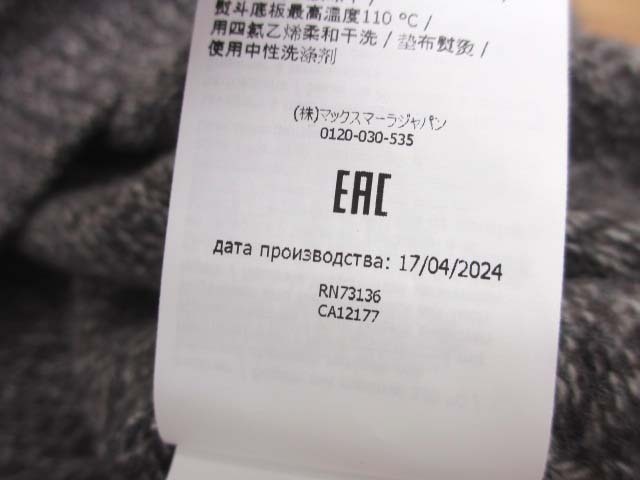 熨斗底板最高温度110 °C /
用四氯乙烯柔和干洗 / 垫布熨烫 /
使用中性洗涤剂
(株)マックスマーラジャパン
0120-030-535
EAC
дата производства: 17/04/2024
RN73136
CA12177